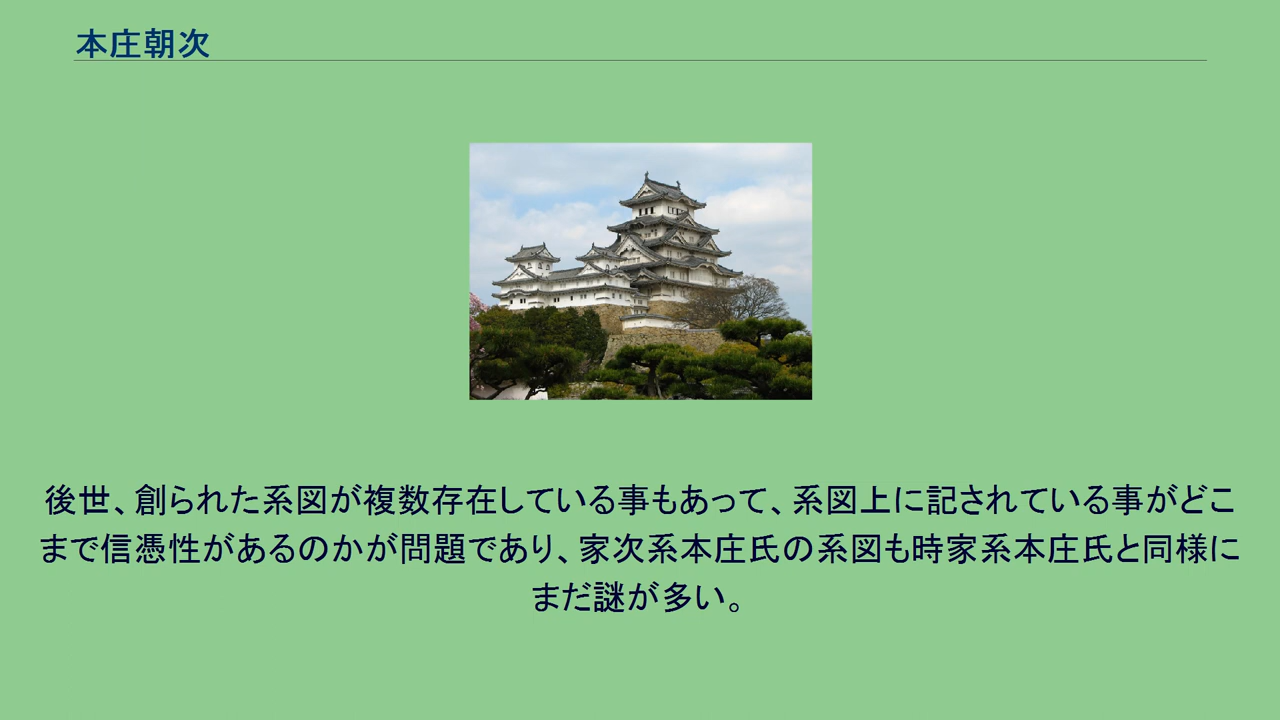 本庄朝次
後世、創られた系図が複数存在している事もあって、系図上に記されている事がどこ
まで信憑性があるのかが問題であり、家次系本庄氏の系図も時家系本庄氏と同様に
まだ謎が多い。